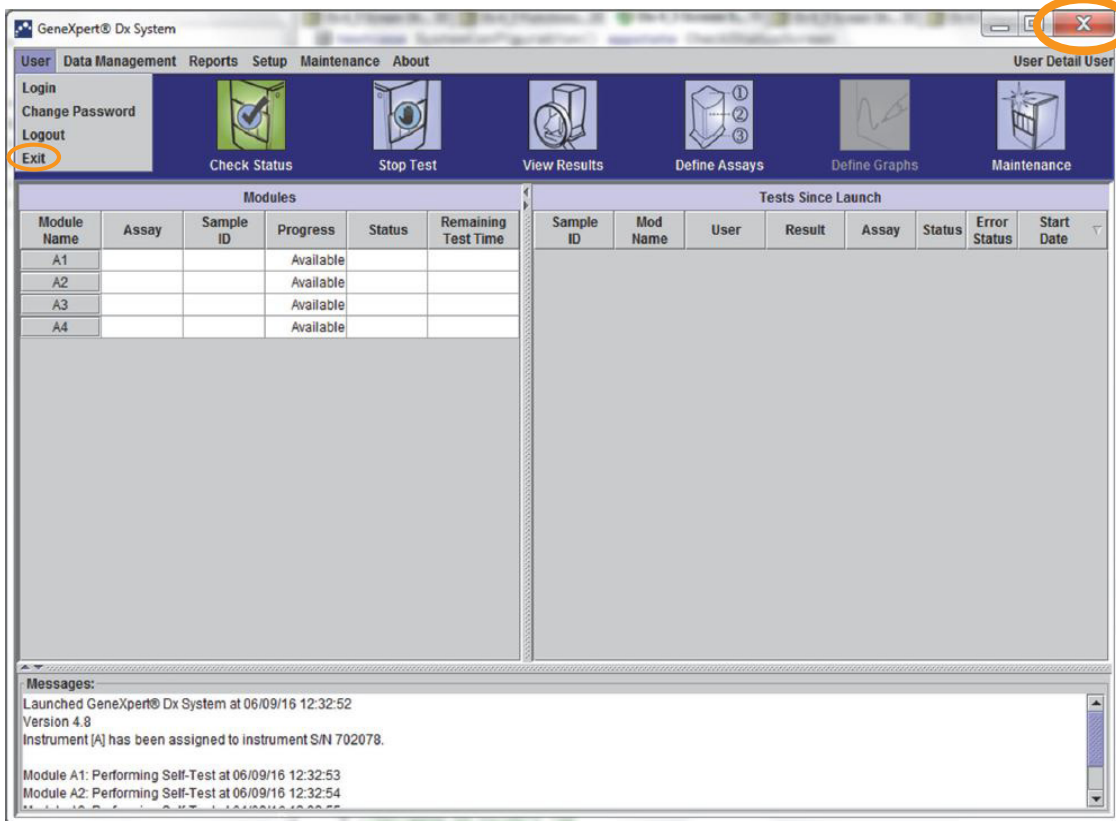 GeneXpert® Dx System
User Data Management Reports Setup Maintenance About User Detail User
Login
Change Password
Logout
Exit
Check Status Stop Test View Results Define Assays Define Graphs Maintenance
Modules Tests Since Launch
Module Name Assay Sample ID Progress Status Remaining Test Time Sample ID Mod Name User Result Assay Status Error Status Start Date
A1 Available
A2 Available
A3 Available
A4 Available
Messages:
Launched GeneXpert® Dx System at 06/09/16 12:32:52
Version 4.8
Instrument [A] has been assigned to instrument S/N 702078.
Module A1: Performing Self-Test at 06/09/16 12:32:53
Module A2: Performing Self-Test at 06/09/16 12:32:54